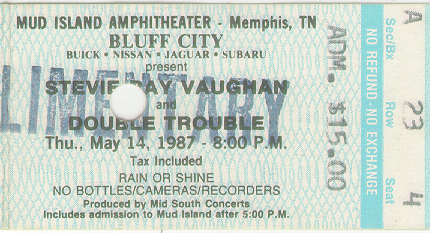 MUD ISLAND AMPHITHEATER - Memphis, TN
BLUFF CITY
BUICK • NISSAN • JAGUAR • SUBARU
present
STEVIE RAY VAUGHAN
and
DOUBLE TROUBLE
LIMENTARY
Thu., May 14, 1987 - 8:00 P.M.
Tax Included
RAIN OR SHINE
NO BOTTLES/CAMERAS/RECORDERS
Produced by Mid South Concerts
Includes admission to Mud Island after 5:00 P.M.
ADM. $15.00
NO REFUND - NO EXCHANGE
Sec/Bx Row Seat
A 23 4